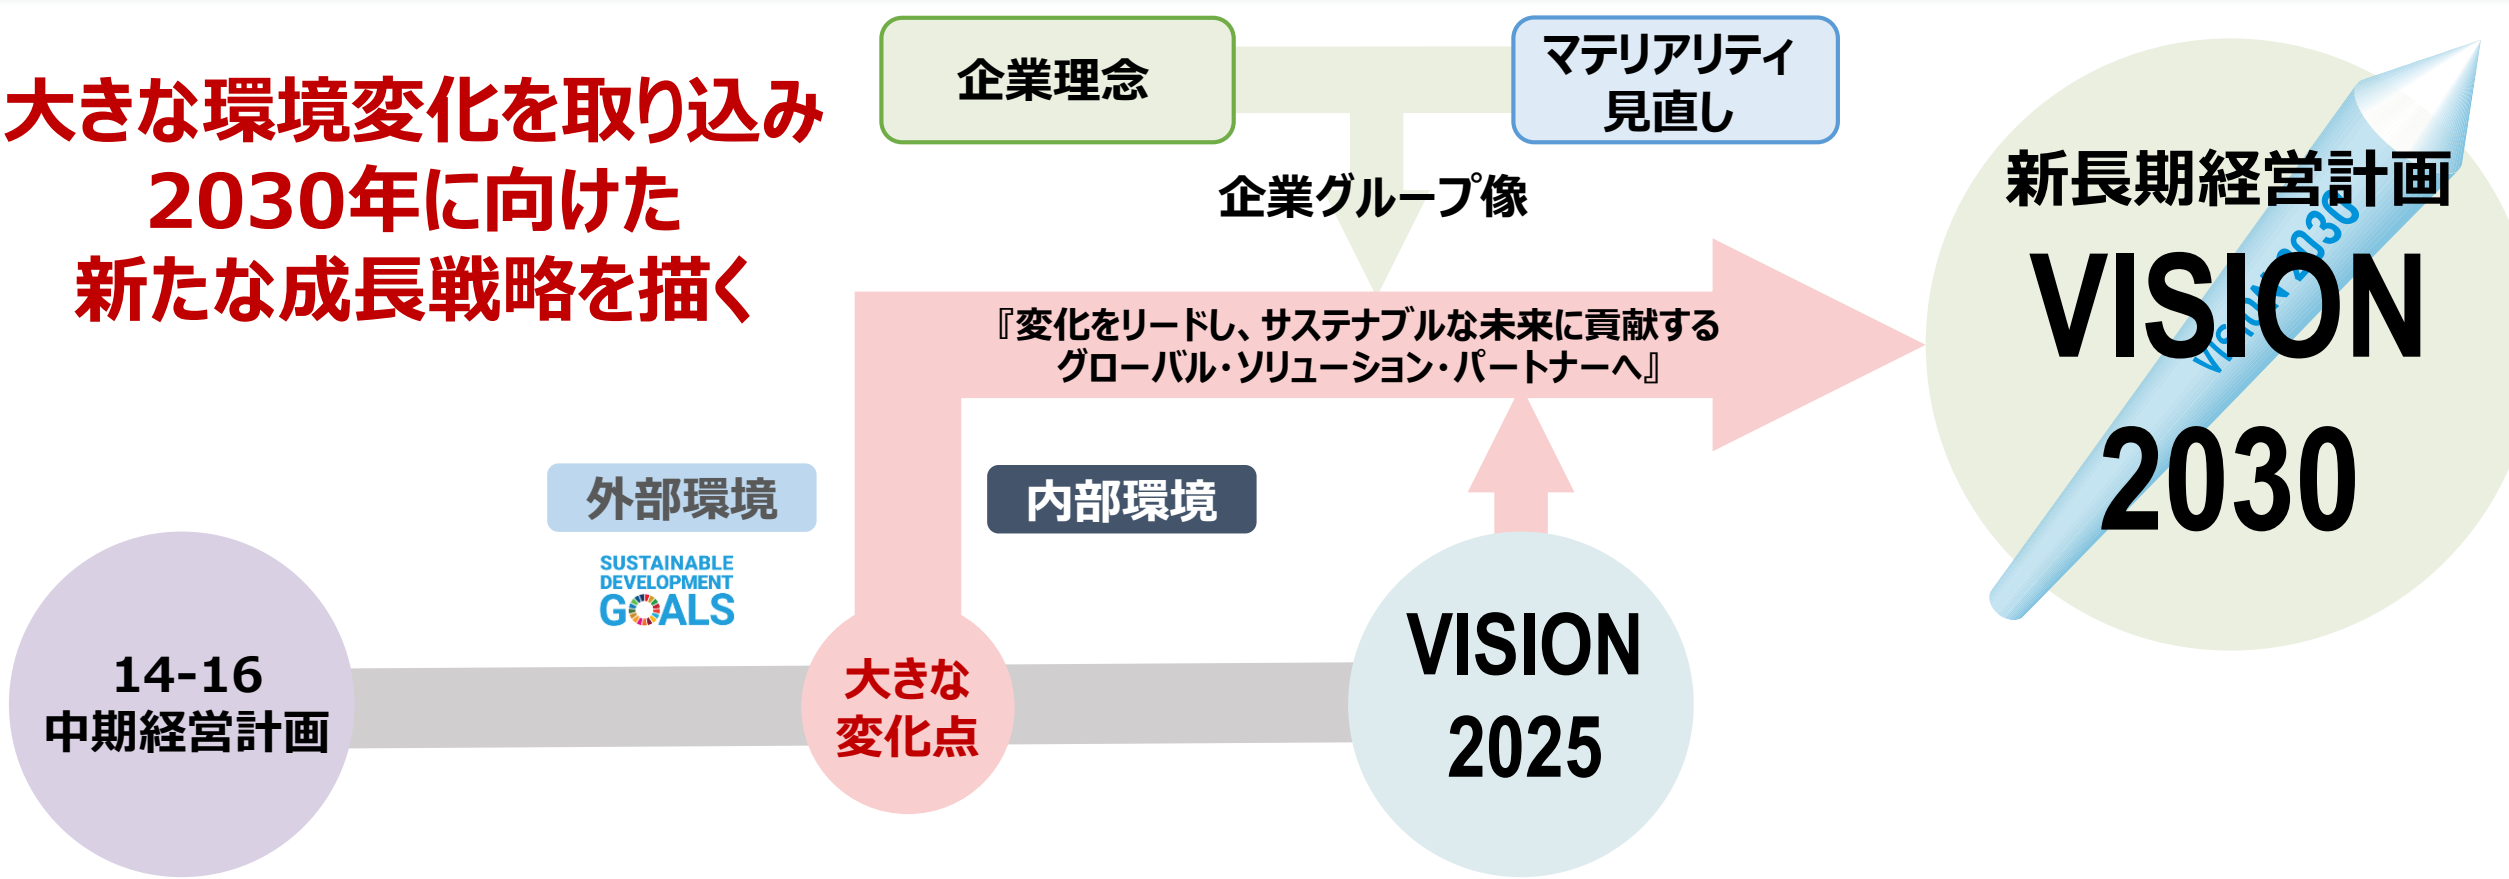 大きな環境変化を取り込み
2030年に向けた
新たな成長戦略を描く
企業理念
マテリアリティ
見直し
企業グループ像
『変化をリードし、サステナブルな未来に貢献する
グローバル・ソリューション・パートナーへ』
新長期経営計画
VISION
2030
VISION 2030
外部環境
内部環境
SUSTAINABLE
DEVELOPMENT
GOALS
14-16
中期経営計画
大きな
変化点
VISION
2025